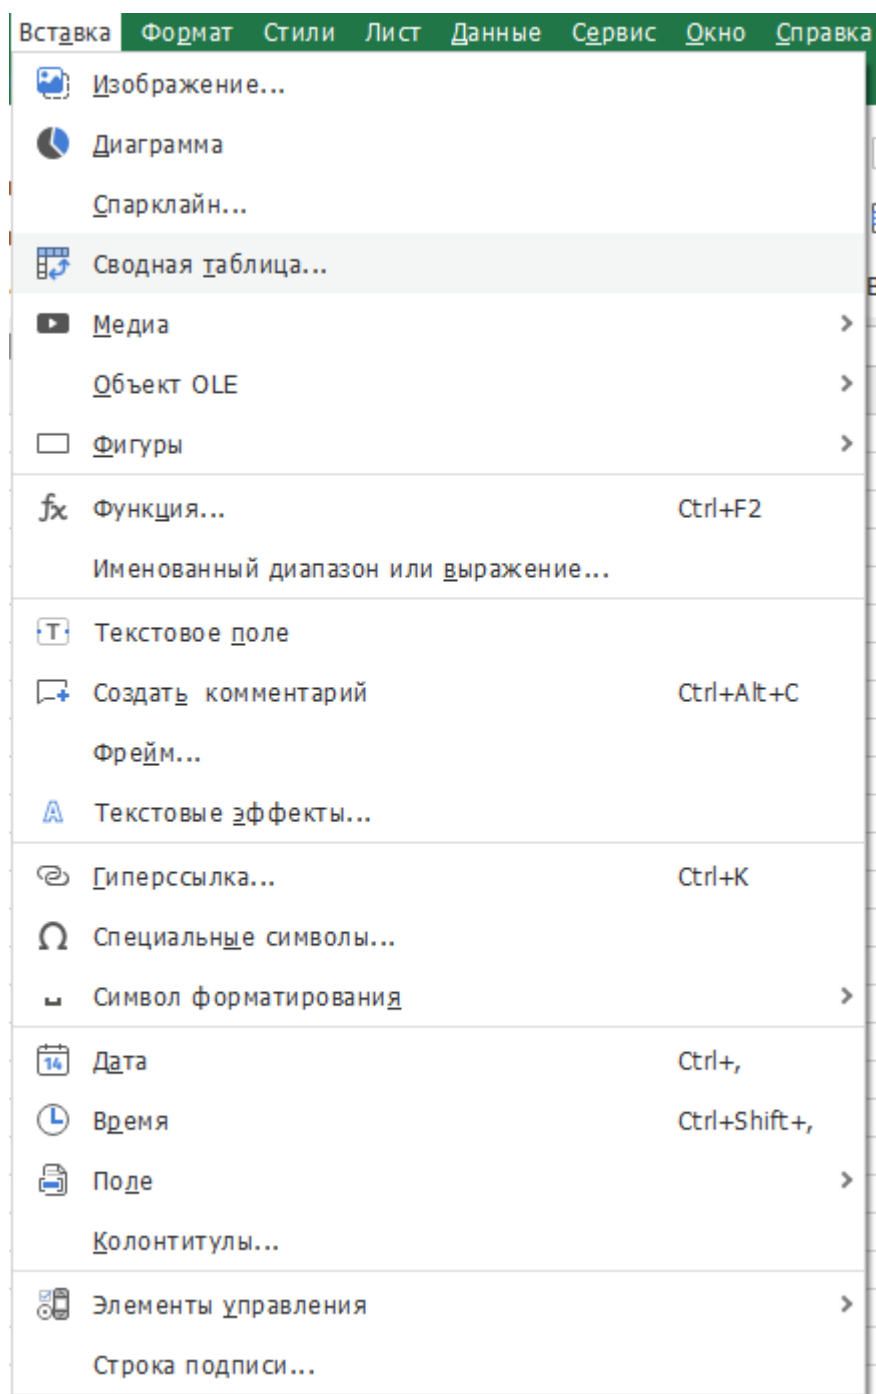 Вставка Формат Стили Лист Данные Сервис Окно Справка
Изображение...
Диаграмма
Спарклайн...
Сводная таблица...
Медиа
Объект OLE
Фигуры
Функция... Ctrl+F2
Именованный диапазон или выражение...
Текстовое поле
Создать комментарий Ctrl+Alt+C
Фрейм...
Текстовые эффекты...
Гиперссылка... Ctrl+K
Специальные символы...
Символ форматирования
14 Дата Ctrl+,
Время Ctrl+Shift+,
Поле
Колонтитулы...
Элементы управления
Строка подписи...